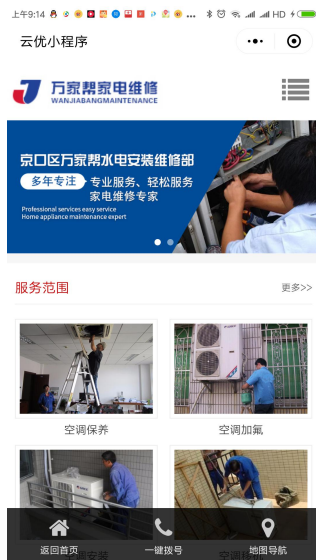 上午9:14
HD
云优小程序
万家帮家电维修
WANJIABANGMAINTENANCE
京口区万家帮水电安装维修部
多年专注
专业服务、轻松服务
家电维修专家
Professional services easy service
Home appliance maintenance expert
服务范围
更多>>
空调保养
空调加氟
返回首页
一键拨号
地图导航